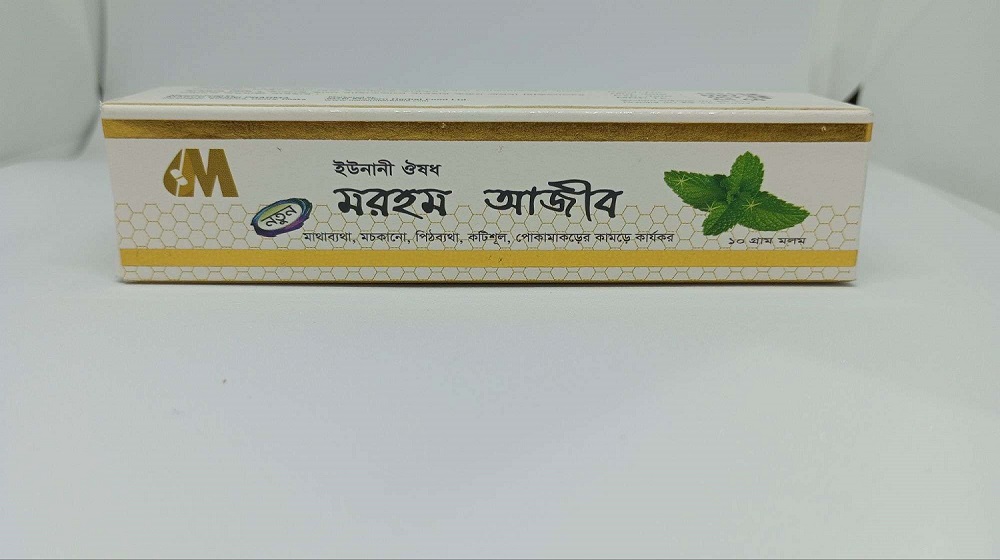 M
ইউনানী ঔষধ
মরহম আজীব
নতুন
মাথাব্যথা, মচকানো, পিঠব্যথা, কটিশূল, পোকামাকড়ের কামড়ে কার্যকর
১০ গ্রাম মলম